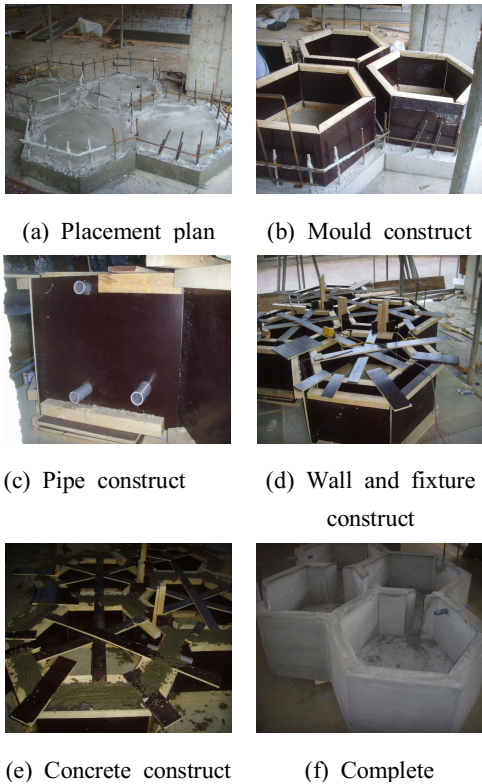 (a) Placement plan
(b) Mould construct
(c) Pipe construct
(d) Wall and fixture
construct
(e) Concrete construct
(f) Complete